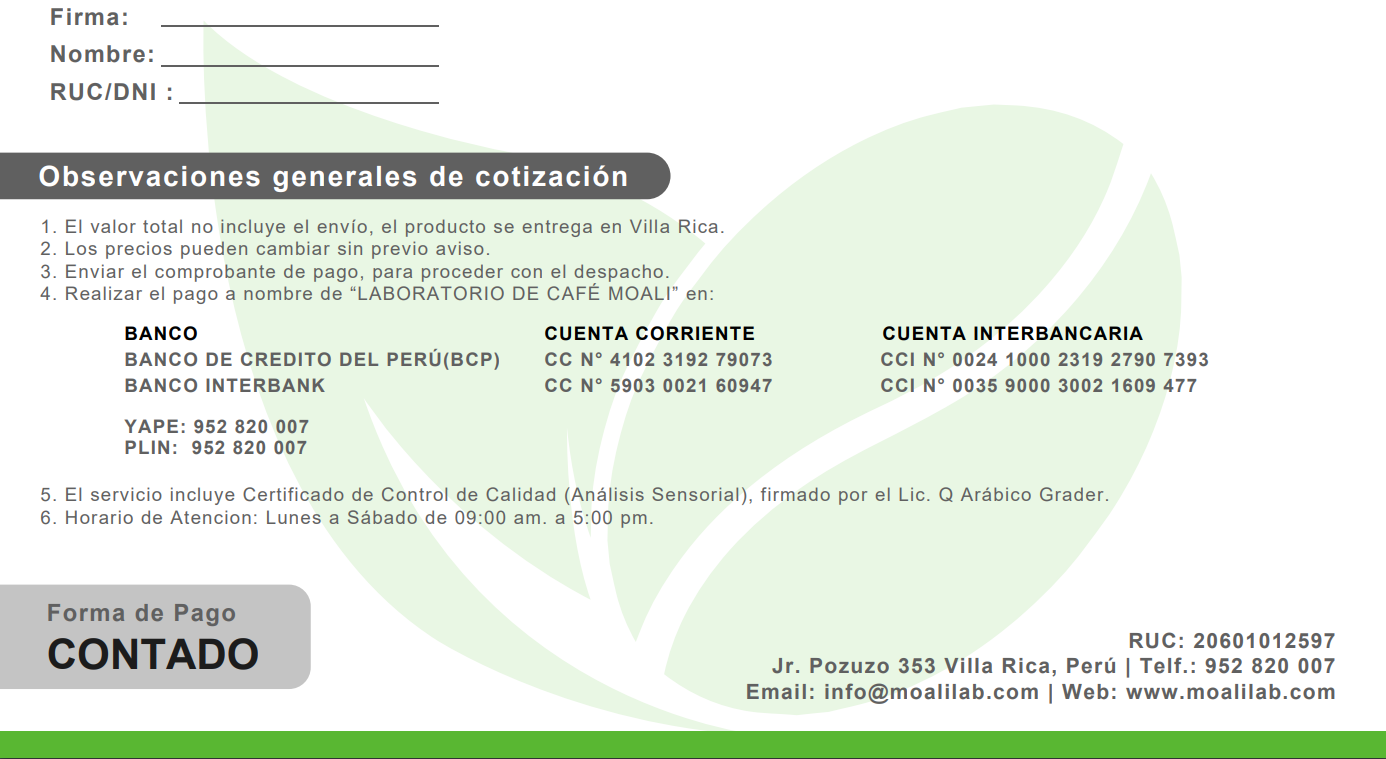 Firma:
Nombre:
RUC/DNI :
Observaciones generales de cotización
1. El valor total no incluye el envío, el producto se entrega en Villa Rica.
2. Los precios pueden cambiar sin previo aviso.
3. Enviar el comprobante de pago, para proceder con el despacho.
4. Realizar el pago a nombre de “LABORATORIO DE CAFÉ MOALI” en:
BANCO CUENTA CORRIENTE CUENTA INTERBANCARIA
BANCO DE CREDITO DEL PERÚ(BCP) CC N° 4102 3192 79073 CCI N° 0024 1000 2319 2790 7393
BANCO INTERBANK CC N° 5903 0021 60947 CCI N° 0035 9000 3002 1609 477
YAPE: 952 820 007
PLIN: 952 820 007
5. El servicio incluye Certificado de Control de Calidad (Análisis Sensorial), firmado por el Lic. Q Arábico Grader.
6. Horario de Atencion: Lunes a Sábado de 09:00 am. a 5:00 pm.
Forma de Pago
CONTADO
RUC: 20601012597
Jr. Pozuzo 353 Villa Rica, Perú | Telf.: 952 820 007
Email: info@moalilab.com | Web: www.moalilab.com